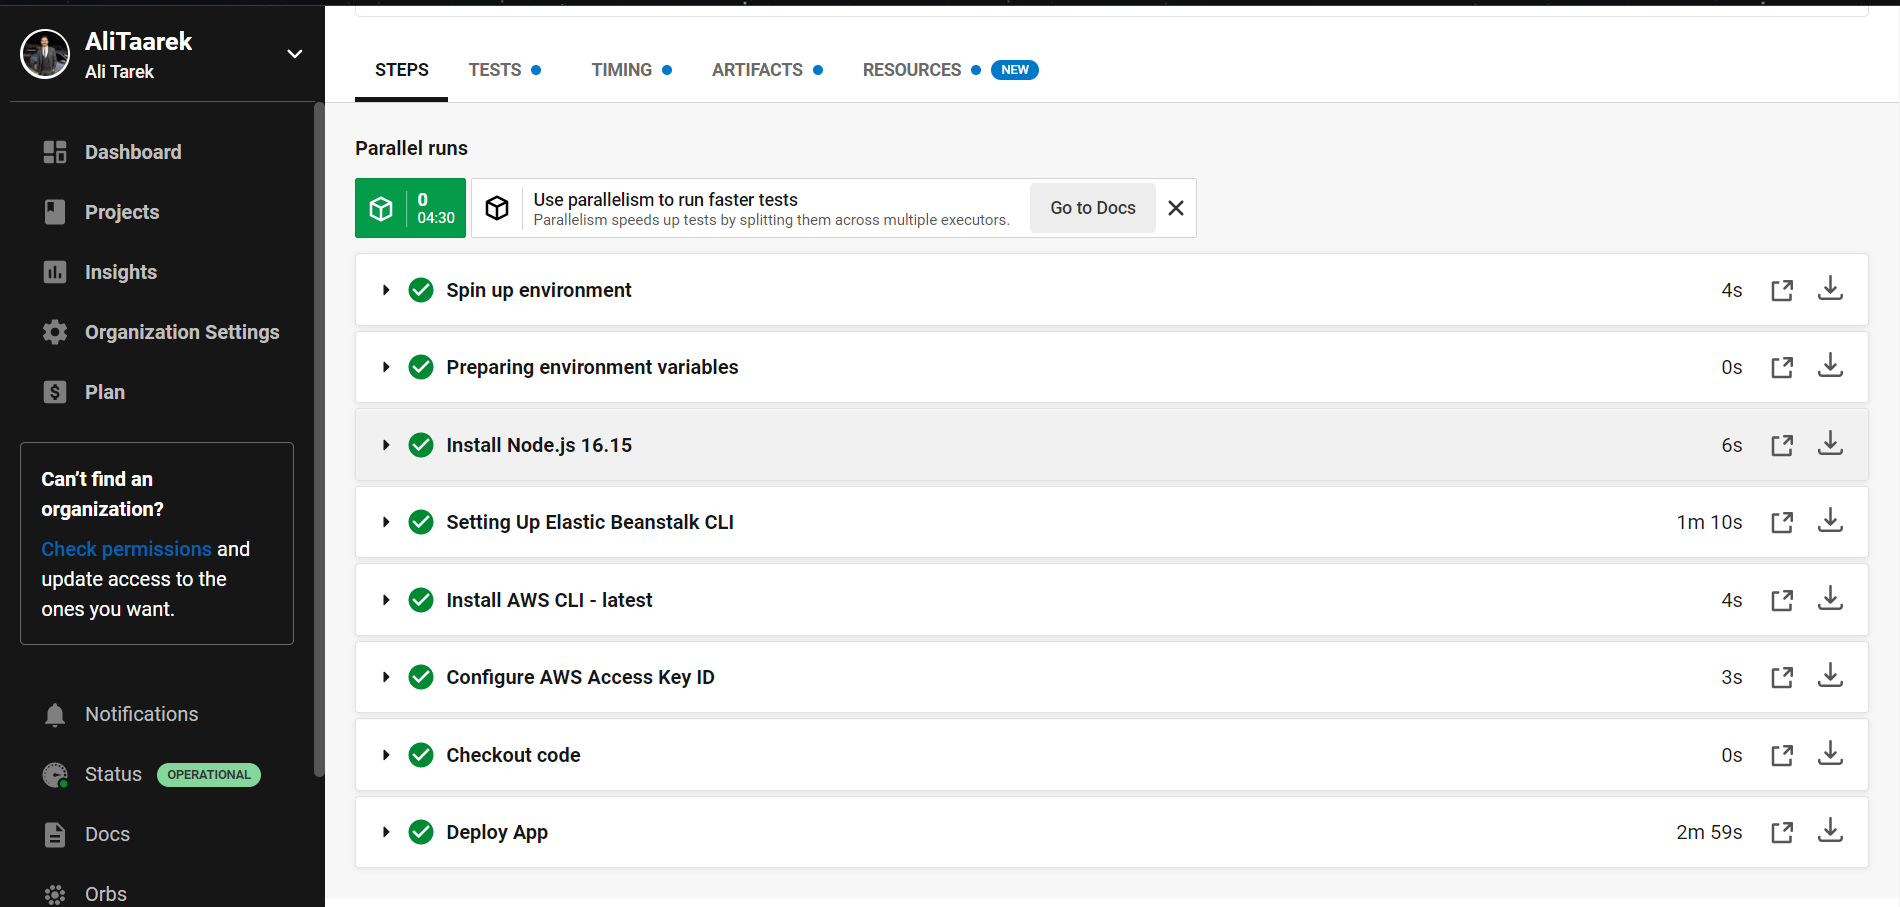 AliTaarek
Ali Tarek
Dashboard
Projects
Insights
Organization Settings
Plan
Can't find an
organization?
Check permissions and
update access to the
ones you want.
Notifications
Status OPERATIONAL
Docs
Orbs
STEPS TESTS TIMING ARTIFACTS RESOURCES NEW
Parallel runs
0
04:30
Use parallelism to run faster tests
Parallelism speeds up tests by splitting them across multiple executors.
Go to Docs
Spin up environment 4s
Preparing environment variables 0s
Install Node.js 16.15 6s
Setting Up Elastic Beanstalk CLI 1m 10s
Install AWS CLI - latest 4s
Configure AWS Access Key ID 3s
Checkout code 0s
Deploy App 2m 59s